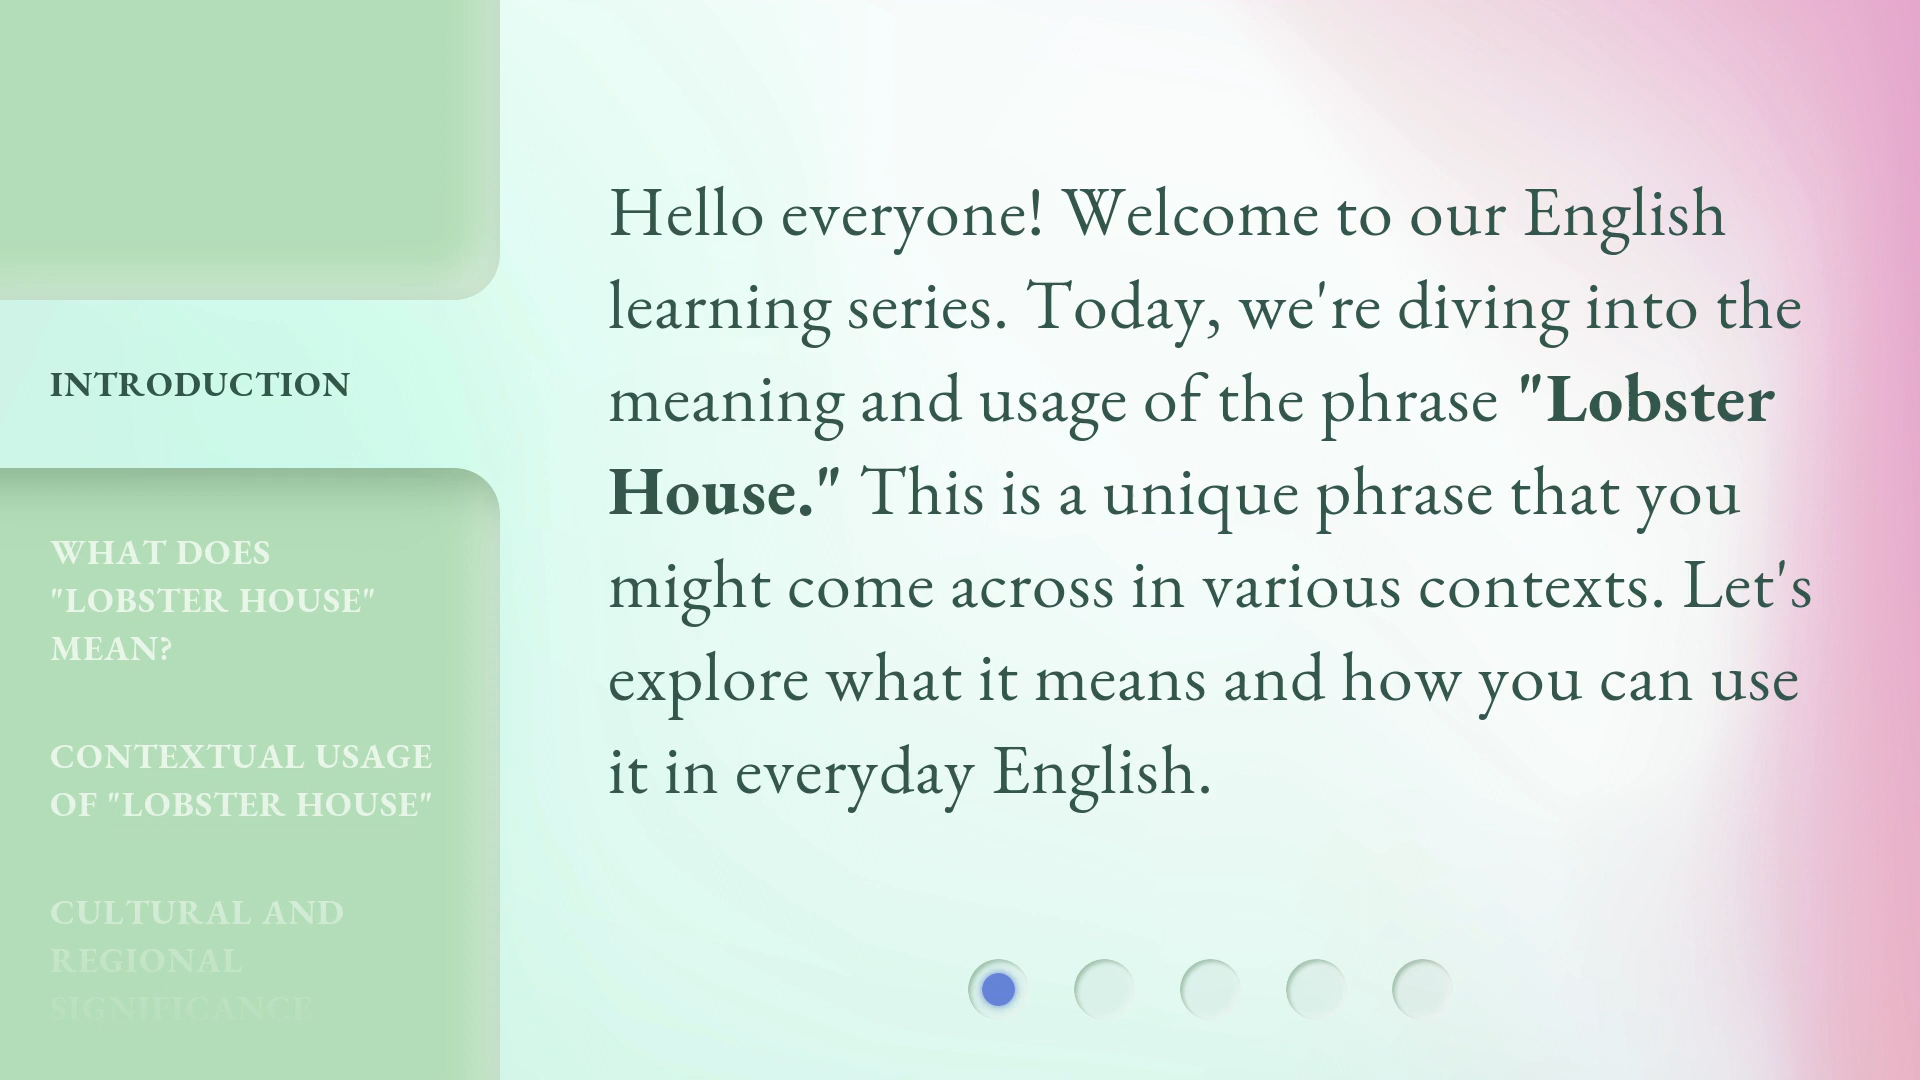 INTRODUCTION
WHAT DOES
"LOBSTER HOUSE"
MEAN?
CONTEXTUAL USAGE
OF "LOBSTER HOUSE"
CULTURAL AND
REGIONAL
SIGNIFICANCE
Hello everyone! Welcome to our English
learning series. Today, we're diving into the
meaning and usage of the phrase "Lobster
House." This is a unique phrase that you
might come across in various contexts. Let's
explore what it means and how you can use
it in everyday English.